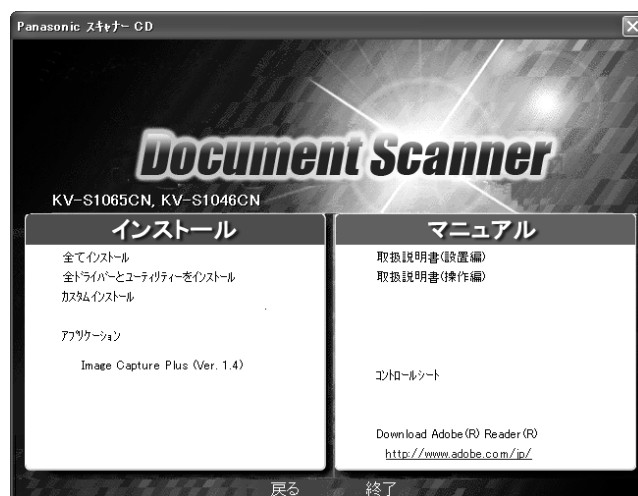 Panasonic スキャナー CD
Document Scanner
KV-S1065CN, KV-S1046CN
インストール
全てインストール
全ドライバーとユーティリティーをインストール
カスタムインストール
アプリケーション
Image Capture Plus (Ver. 1.4)
マニュアル
取扱説明書(設置編)
取扱説明書(操作編)
コントロールシート
Download Adobe(R) Reader(R)
http://www.adobe.com/jp/
戻る 終了